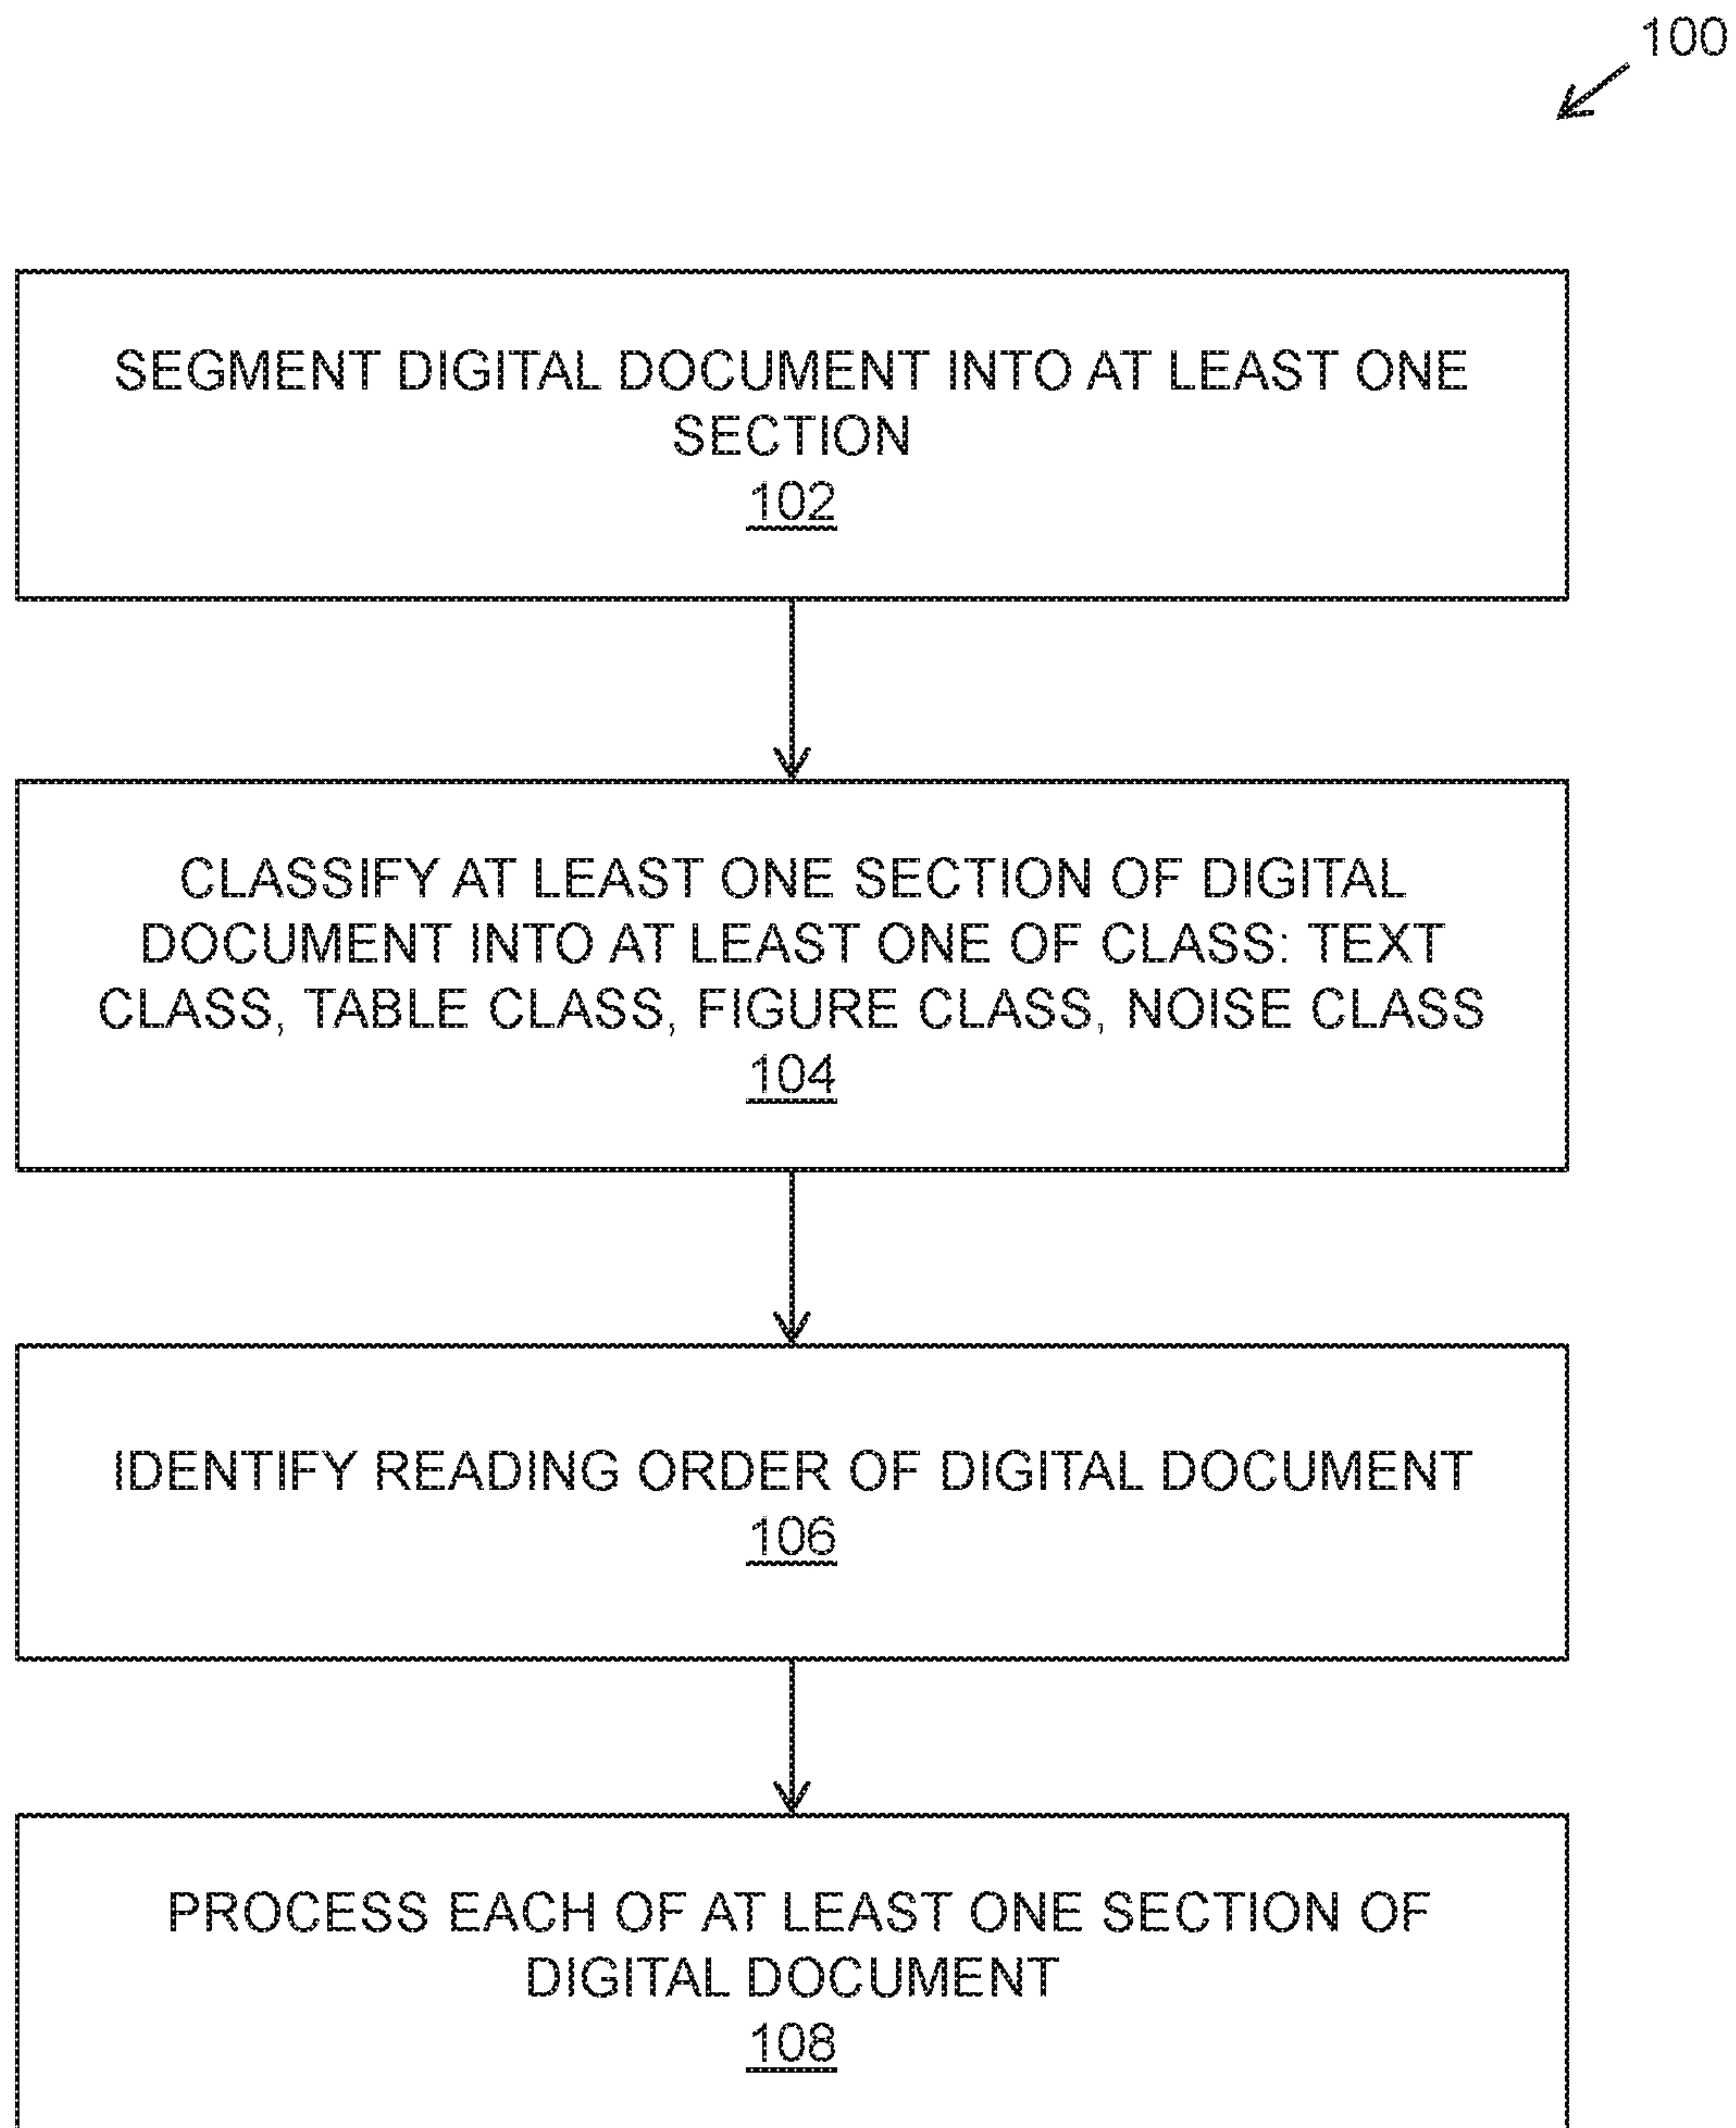 100
SEGMENT DIGITAL DOCUMENT INTO AT LEAST ONE
SECTION
102
CLASSIFY AT LEAST ONE SECTION OF DIGITAL
DOCUMENT INTO AT LEAST ONE OF CLASS: TEXT
CLASS, TABLE CLASS, FIGURE CLASS, NOISE CLASS
104
IDENTIFY READING ORDER OF DIGITAL DOCUMENT
106
PROCESS EACH OF AT LEAST ONE SECTION OF
DIGITAL DOCUMENT
108